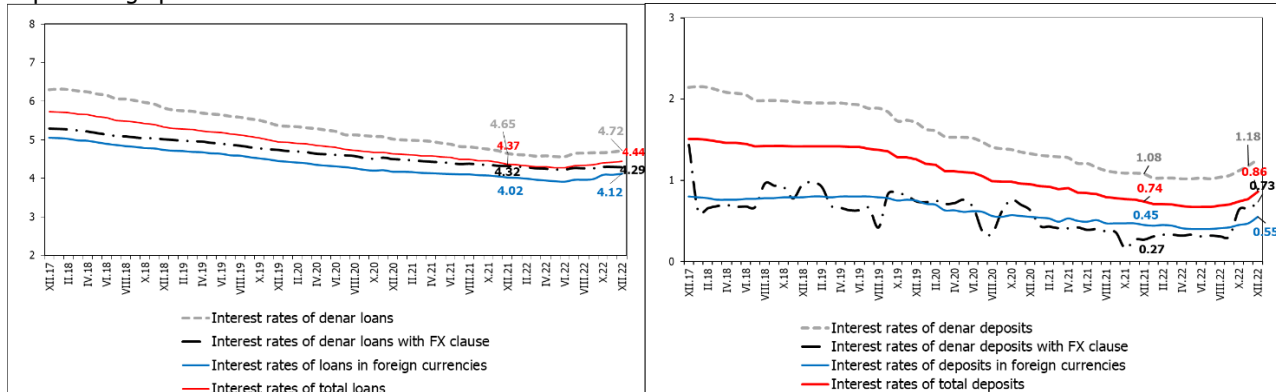 8
7
6
5
4
3
2
4.65
4.37
4.32
4.02
4.72
4.44
4.29
4.12
XII.17
II.18
IV.18
VI.18
VIII.18
X.18
XII.18
II.19
IV.19
VI.19
VIII.19
X.19
XII.19
II.20
IV.20
VI.20
VIII.20
X.20
XII.20
II.21
IV.21
VI.21
VIII.21
X.21
XII.21
II.22
IV.22
VI.22
VIII.22
X.22
XII.22
Interest rates of denar loans
Interest rates of denar loans with FX clause
Interest rates of loans in foreign currencies
Interest rates of total loans
3
2
1
0
1.08
0.74
0.45
0.27
1.18
0.86
0.73
0.55
XII.17
II.18
IV.18
VI.18
VIII.18
X.18
XII.18
II.19
IV.19
VI.19
VIII.19
X.19
XII.19
II.20
IV.20
VI.20
VIII.20
X.20
XII.20
II.21
IV.21
VI.21
VIII.21
X.21
XII.21
II.22
IV.22
VI.22
VIII.22
X.22
XII.22
Interest rates of denar deposits
Interest rates of denar deposits with FX clause
Interest rates of deposits in foreign currencies
Interest rates of total deposits